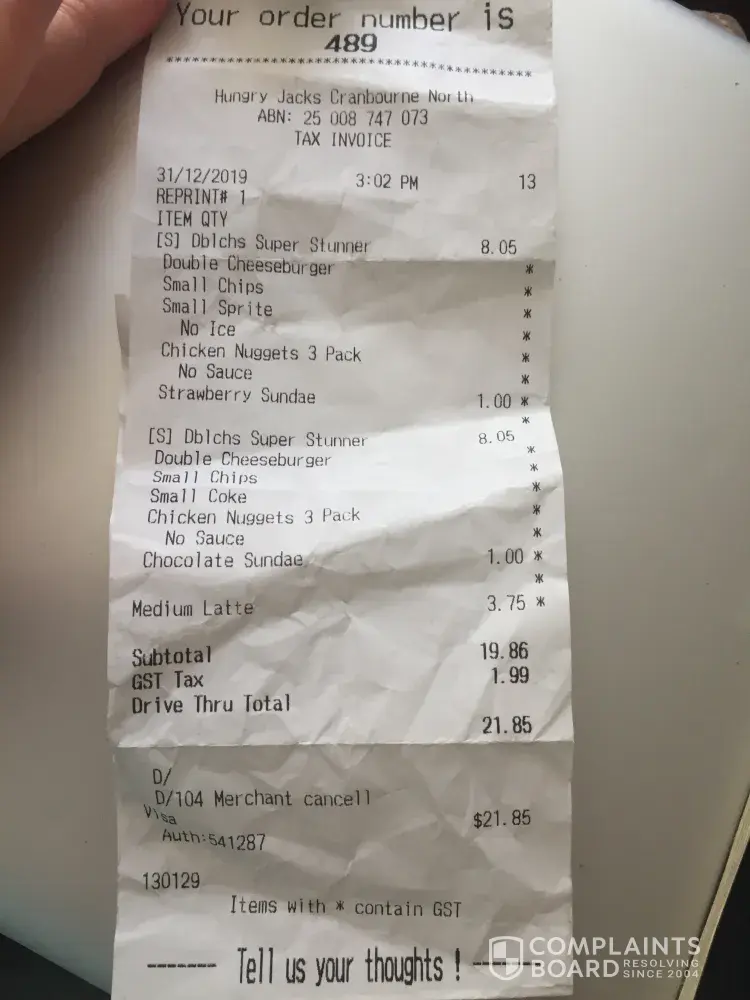 Your order number is
489
************************************************
Hungry Jacks Cranbourne North
ABN: 25 008 747 073
TAX INVOICE
31/12/2019 3:02 PM 13
REPRINT# 1
ITEM QTY
[S] Dblchs Super Stunner 8.05
Double Cheeseburger *
Small Chips *
Small Sprite *
No Ice *
Chicken Nuggets 3 Pack *
No Sauce *
Strawberry Sundae 1.00 *
*
[S] Dblchs Super Stunner 8.05
Double Cheeseburger *
Small Chips *
Small Coke *
Chicken Nuggets 3 Pack *
No Sauce *
Chocolate Sundae 1.00 *
*
Medium Latte 3.75 *
Subtotal 19.86
GST Tax 1.99
Drive Thru Total
21.85
D/
D/104 Merchant cancell
Visa $21.85
Auth:541287
130129
Items with * contain GST
------ Tell us your thoughts ! ------
COMPLAINTS
BOARD RESOLVING
SINCE 2004